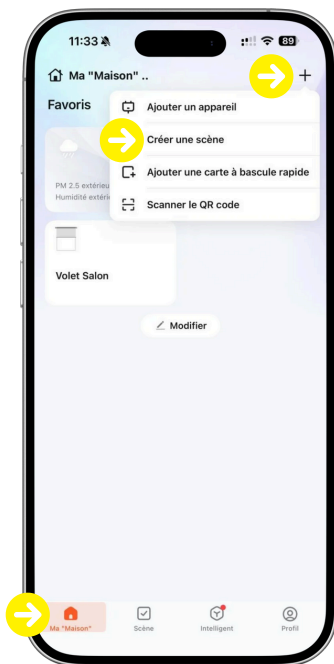 11:33
89
Ma "Maison" ..
Favoris
Ajouter un appareil
Créer une scène
PM 2.5 extérieu
Humidité extérie
Ajouter une carte à bascule rapide
Scanner le QR code
Volet Salon
Modifier
Ma "Maison"
Scène
Intelligent
Profil